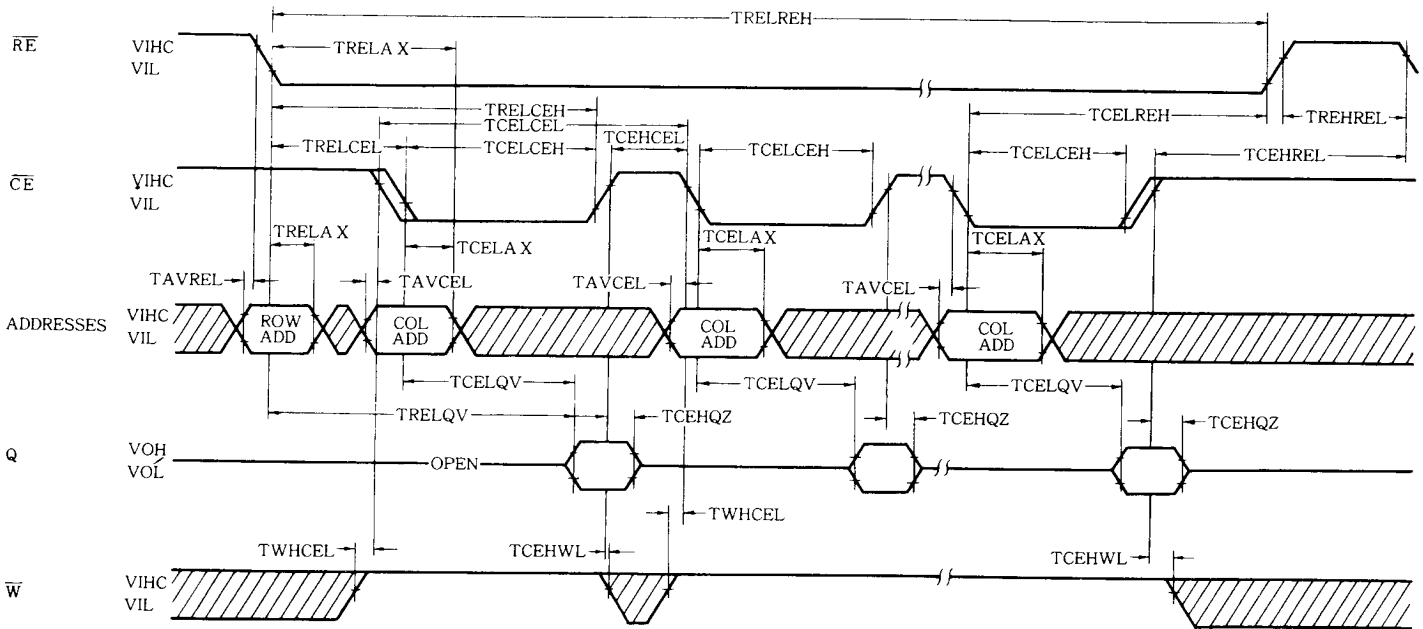 TRELREH
RE
VIHC
VIL
TRELAX
TRELCEH
TCELCEL
TCELREH
TREHREL
TRELCEL
TCELCEH
TCEHCEL
TCELCEH
TCELCEH
TCEHREL
CE
VIHC
VIL
TRELAX
TCELAX
TCELAX
TCELAX
TAVREL
TAVCEL
TAVCEL
TAVCEL
ADDRESSES
VIHC
VIL
ROW
ADD
COL
ADD
COL
ADD
COL
ADD
TCELQV
TCELQV
TCELQV
TRELQV
TCEHQZ
TCEHQZ
TCEHQZ
Q
VOH
VOL
OPEN
TWHCEL
TWHCEL
TCEHWL
TCEHWL
W
VIHC
VIL